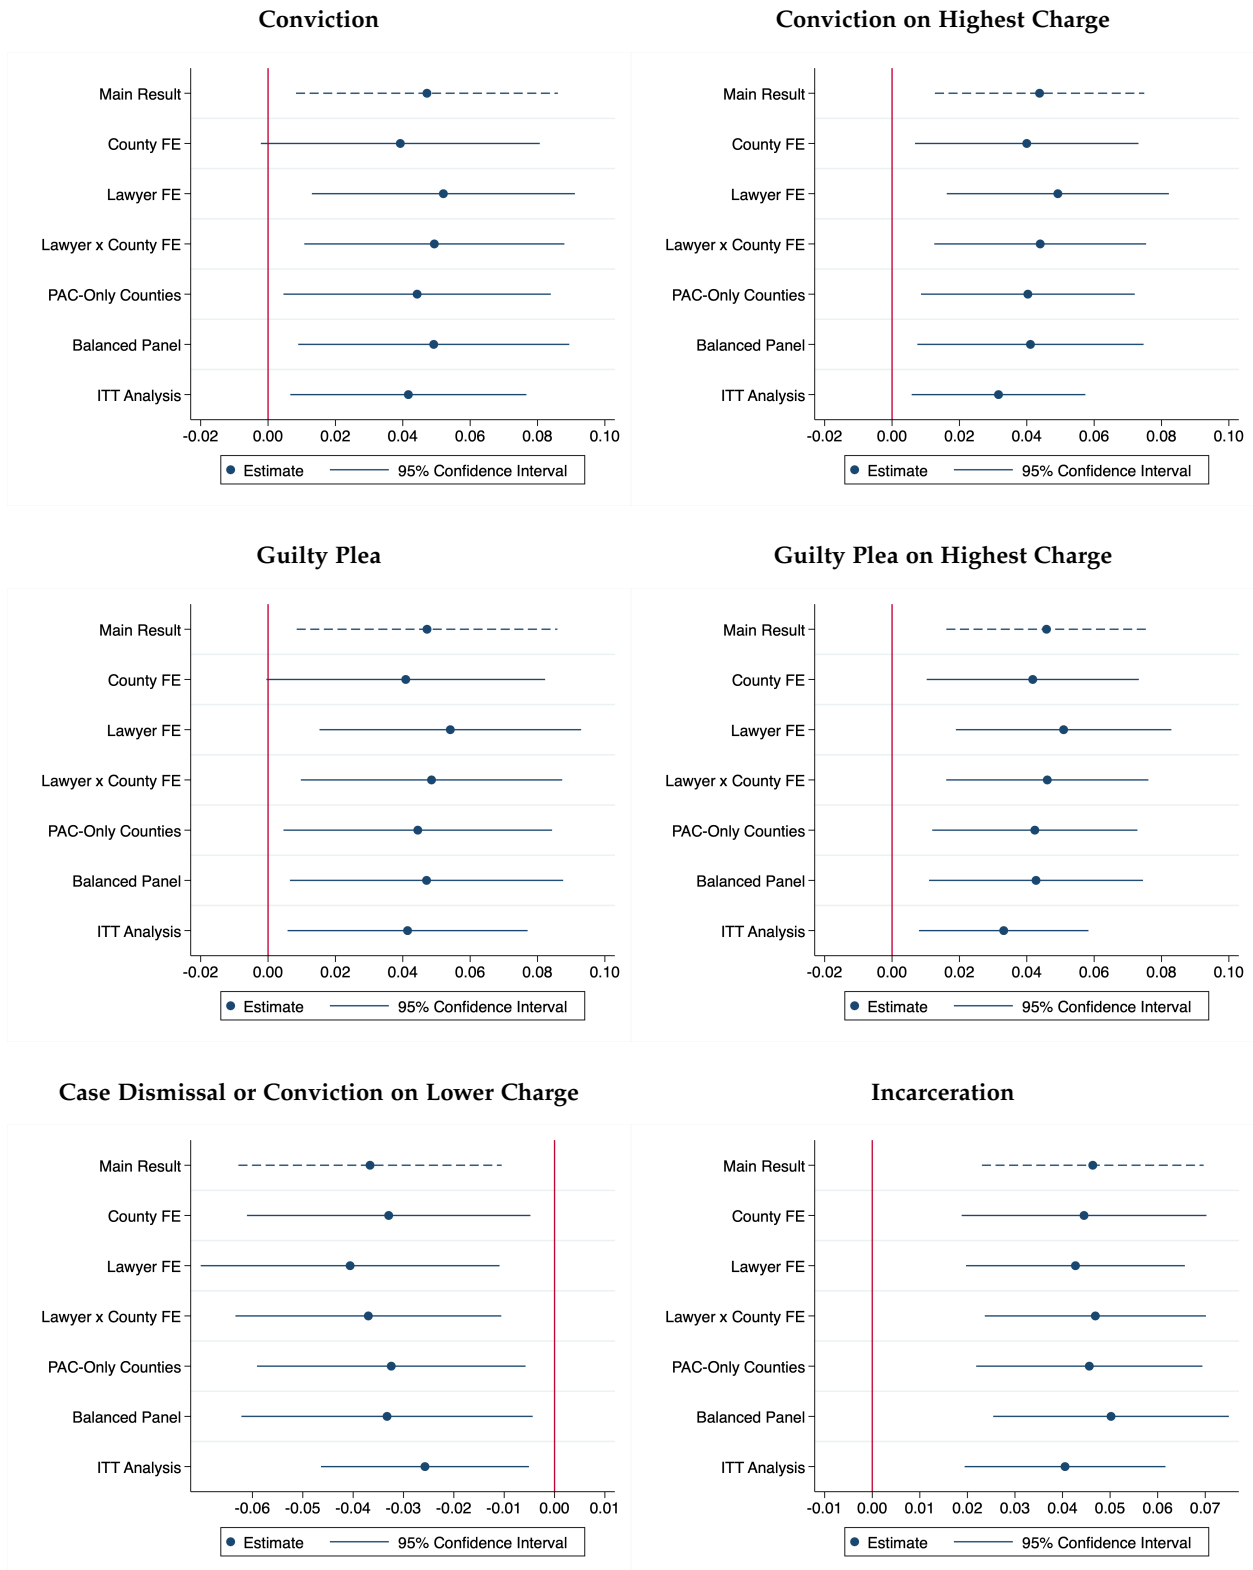 Conviction
Main Result
County FE
Lawyer FE
Lawyer x County FE
PAC-Only Counties
Balanced Panel
ITT Analysis
-0.02 0.00 0.02 0.04 0.06 0.08 0.10
Estimate 95% Confidence Interval
Conviction on Highest Charge
Main Result
County FE
Lawyer FE
Lawyer x County FE
PAC-Only Counties
Balanced Panel
ITT Analysis
-0.02 0.00 0.02 0.04 0.06 0.08 0.10
Estimate 95% Confidence Interval
Guilty Plea
Main Result
County FE
Lawyer FE
Lawyer x County FE
PAC-Only Counties
Balanced Panel
ITT Analysis
-0.02 0.00 0.02 0.04 0.06 0.08 0.10
Estimate 95% Confidence Interval
Guilty Plea on Highest Charge
Main Result
County FE
Lawyer FE
Lawyer x County FE
PAC-Only Counties
Balanced Panel
ITT Analysis
-0.02 0.00 0.02 0.04 0.06 0.08 0.10
Estimate 95% Confidence Interval
Case Dismissal or Conviction on Lower Charge
Main Result
County FE
Lawyer FE
Lawyer x County FE
PAC-Only Counties
Balanced Panel
ITT Analysis
-0.06 -0.05 -0.04 -0.03 -0.02 -0.01 0.00 0.01
Estimate 95% Confidence Interval
Incarceration
Main Result
County FE
Lawyer FE
Lawyer x County FE
PAC-Only Counties
Balanced Panel
ITT Analysis
-0.01 0.00 0.01 0.02 0.03 0.04 0.05 0.06 0.07
Estimate 95% Confidence Interval